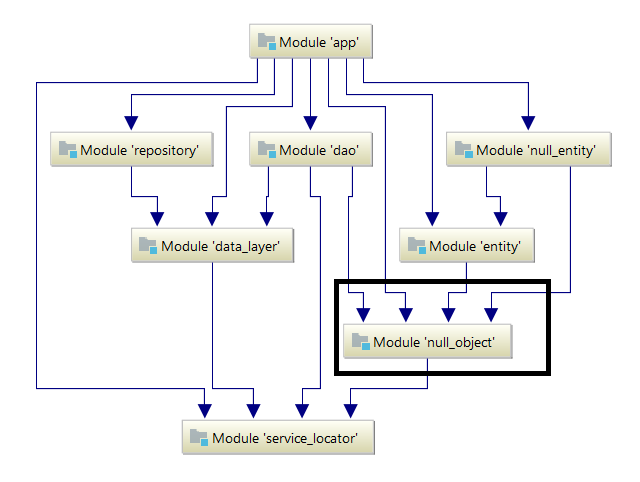 Module 'app'
Module 'repository'
Module 'dao'
Module 'null_entity'
Module 'data_layer'
Module 'entity'
Module 'null_object'
Module 'service_locator'